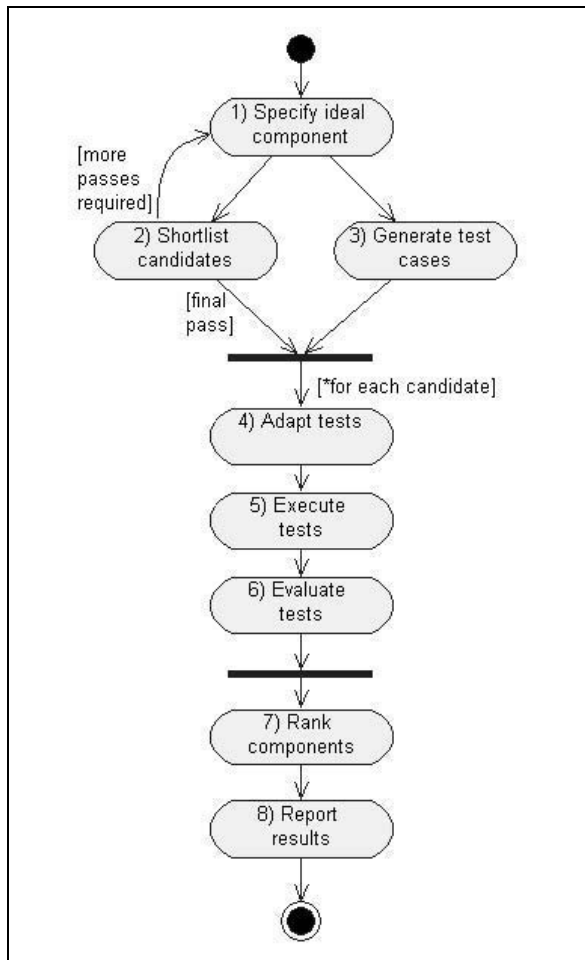 1) Specify ideal
component
[more
passes
required]
2) Shortlist
candidates
3) Generate test
cases
[final
pass]
[*for each candidate]
4) Adapt tests
5) Execute
tests
6) Evaluate
tests
7) Rank
components
8) Report
results